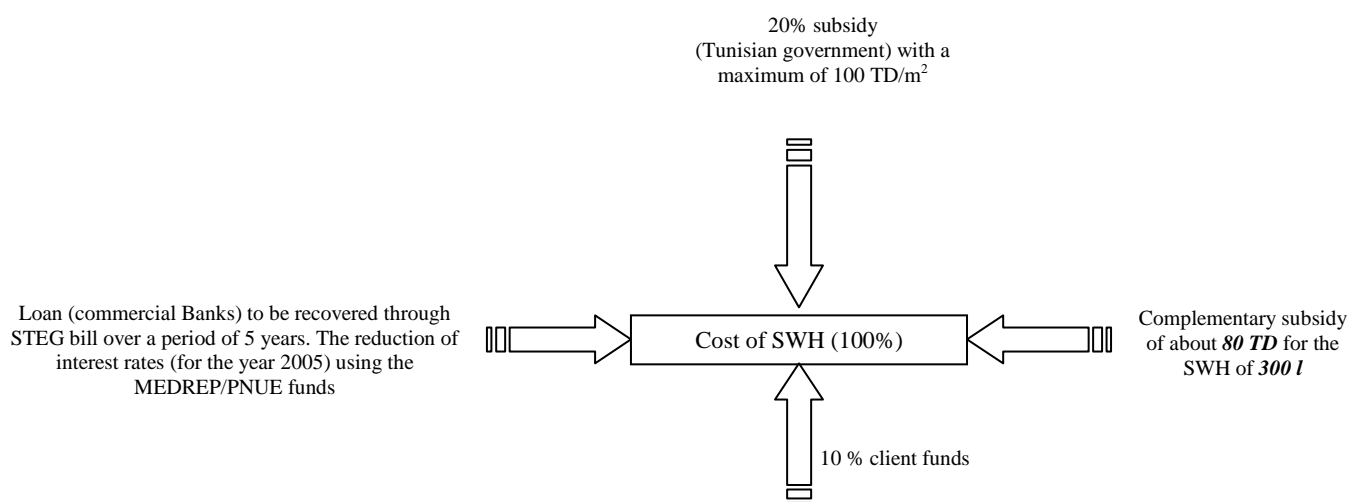 20% subsidy
(Tunisian government) with a
maximum of 100 TD/m²
Loan (commercial Banks) to be recovered through
STEG bill over a period of 5 years. The reduction of
interest rates (for the year 2005) using the
MEDREP/PNUE funds
Cost of SWH (100%)
Complementary subsidy
of about 80 TD for the
SWH of 300 l
10 % client funds